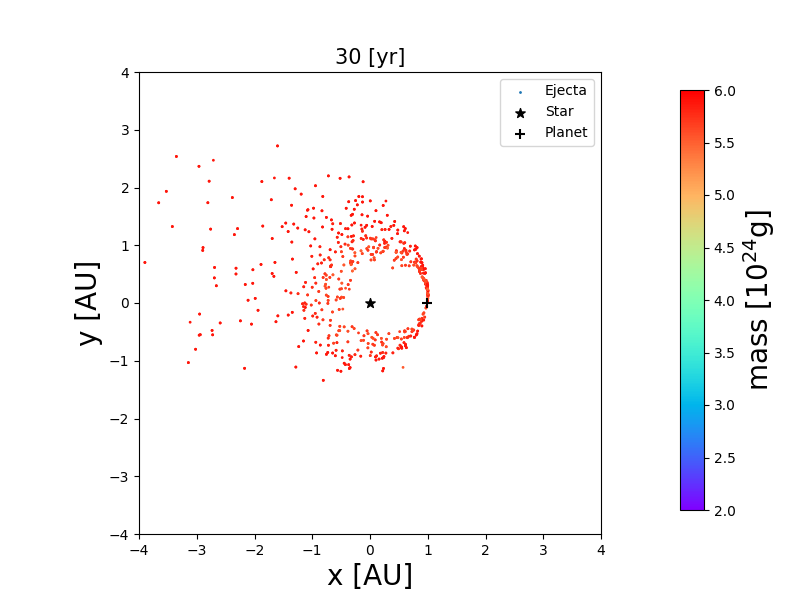 30 [yr]
Ejecta
Star
Planet
4
3
2
1
0
−1
−2
−3
−4
y [AU]
−4 −3 −2 −1 0 1 2 3 4
x [AU]
6.0
5.5
5.0
4.5
4.0
3.5
3.0
2.5
2.0
mass [10²⁴g]